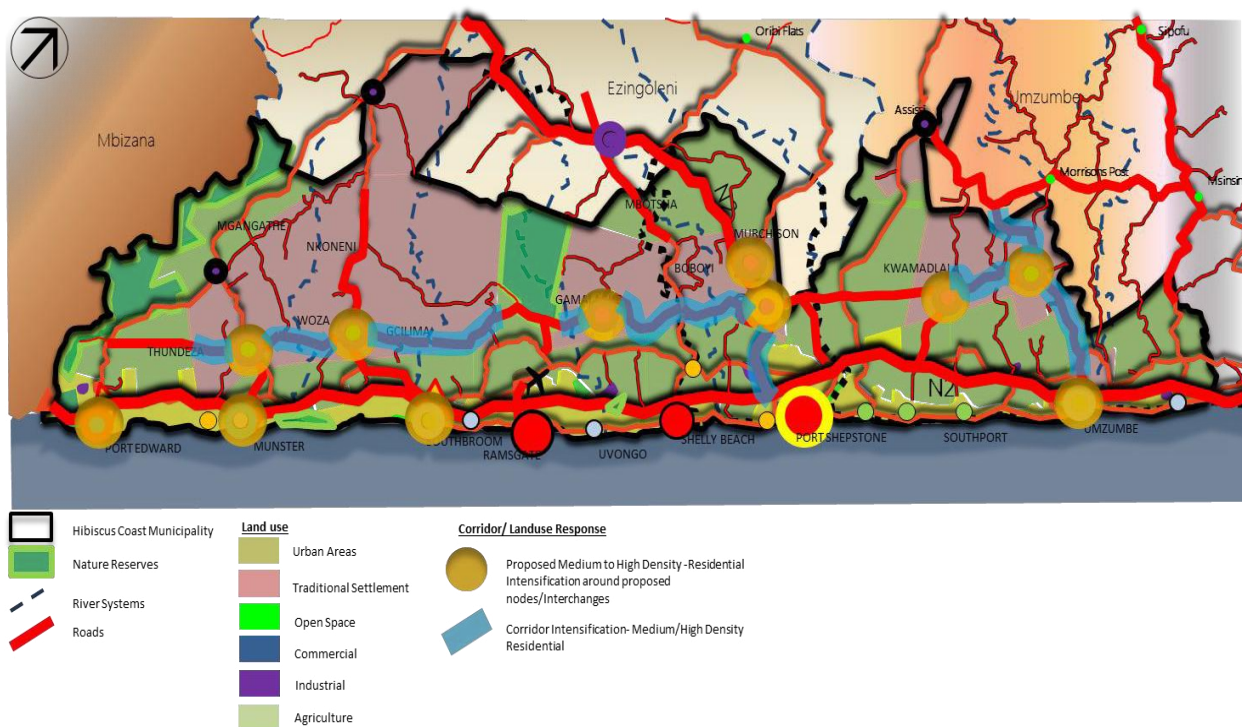 Oribi Flats
Sipofu
Ezingoleni
Umzumbe
Mbizana
Assisi
Morrisons Post
MBOTSHA
MGANGATHE
NKONENI
MURCHISON
BOBOYI
WOZA
GCILIMA
THUNDEZA
N2
PORT EDWARD
MUNSTER
RAMSGATE
UVONGO
SHELLY BEACH
PORT SHEPSTONE
SOUTHPORT
UMZUMBE
Hibiscus Coast Municipality
Nature Reserves
River Systems
Roads
Land use
Urban Areas
Traditional Settlement
Open Space
Commercial
Industrial
Agriculture
Corridor/ Landuse Response
Proposed Medium to High Density -Residential
Intensification around proposed
nodes/Interchanges
Corridor Intensification- Medium/High Density
Residential